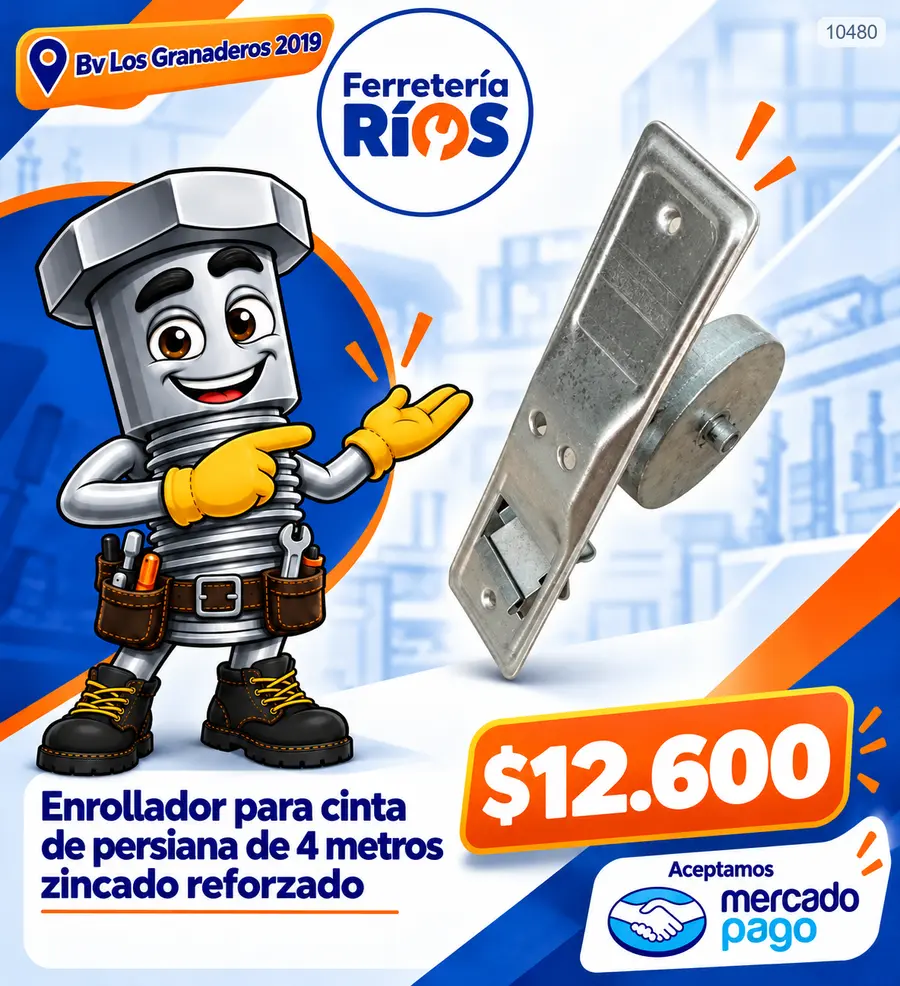 Bv Los Granaderos 2019
Ferretería
RÍOS
10480
$12.600
Enrollador para cinta
de persiana de 4 metros
zincado reforzado
Aceptamos
mercado
pago